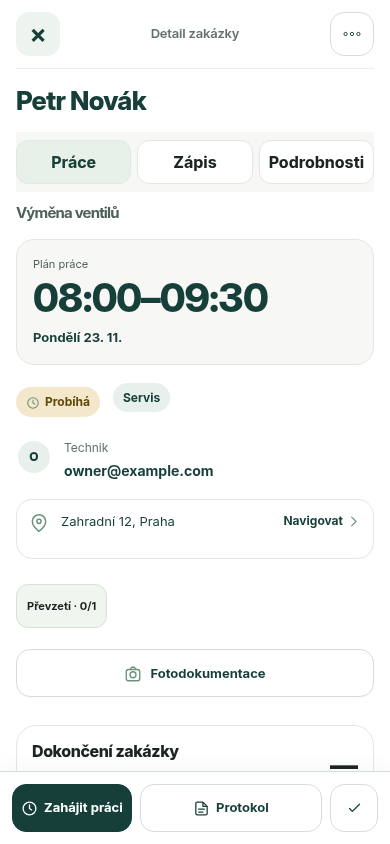 Detail zakázky
Petr Novák
Práce
Zápis
Podrobnosti
Výměna ventilů
Plán práce
08:00–09:30
Pondělí 23. 11.
Probíhá
Servis
O
Technik
owner@example.com
Zahradní 12, Praha
Navigovat
Převzetí · 0/1
Fotodokumentace
Dokončení zakázky
Zahájit práci
Protokol